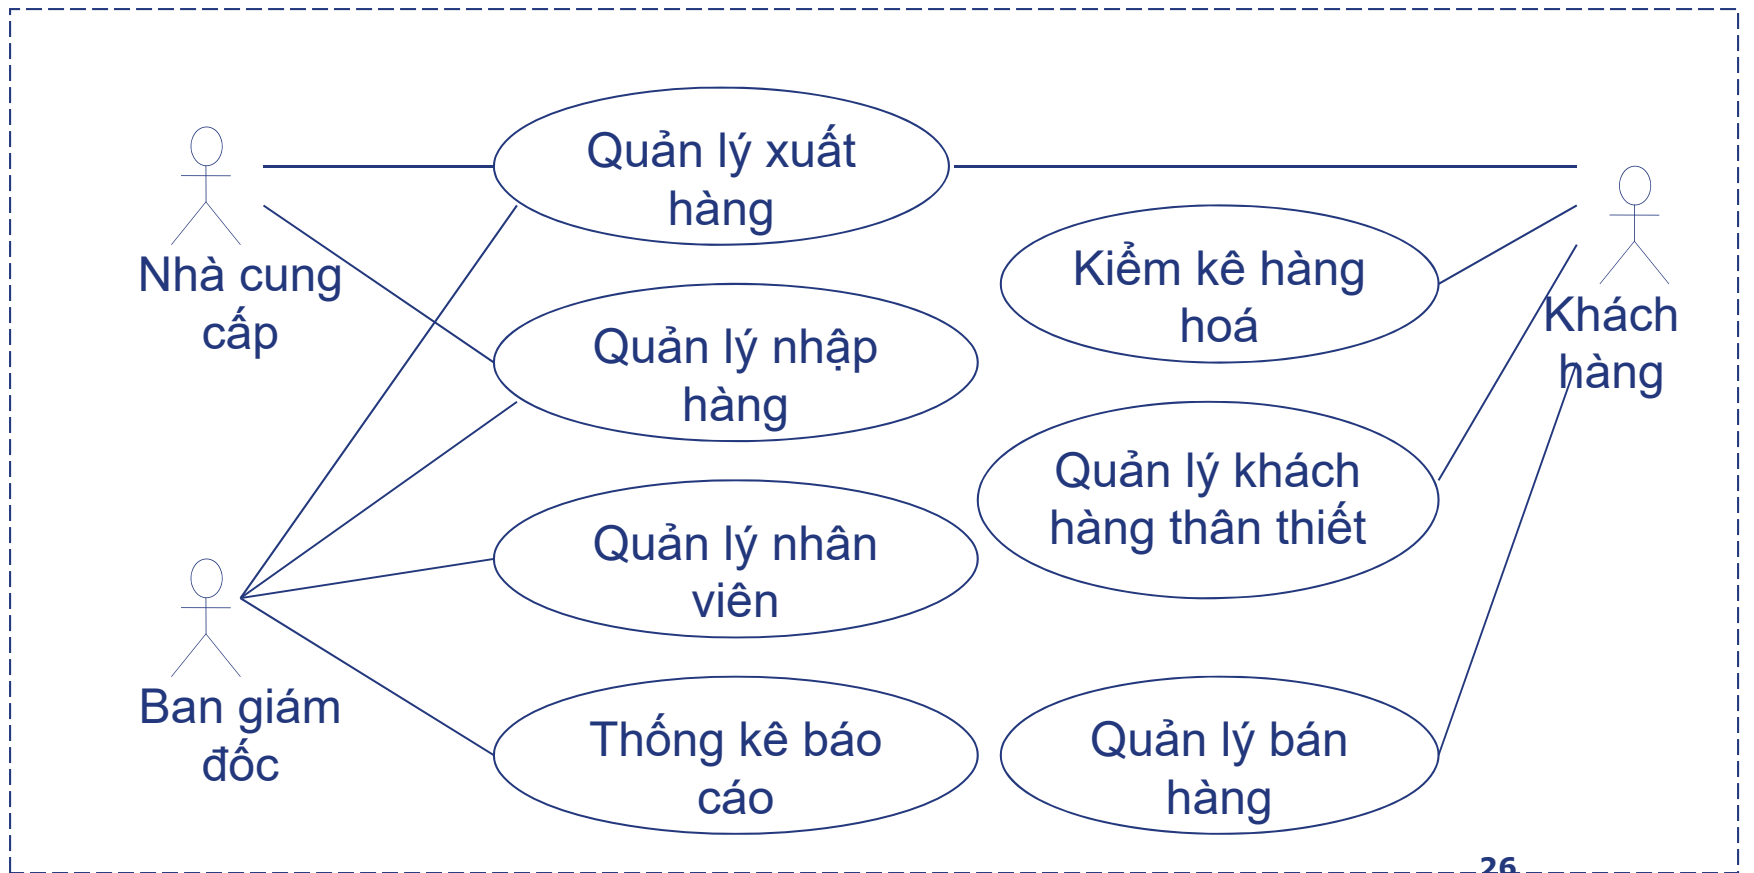 Quản lý xuất
hàng
Nhà cung
cấp
Kiểm kê hàng
hoá
Khách
hàng
Quản lý nhập
hàng
Quản lý khách
hàng thân thiết
Quản lý nhân
viên
Ban giám
đốc
Thống kê báo
cáo
Quản lý bán
hàng
26